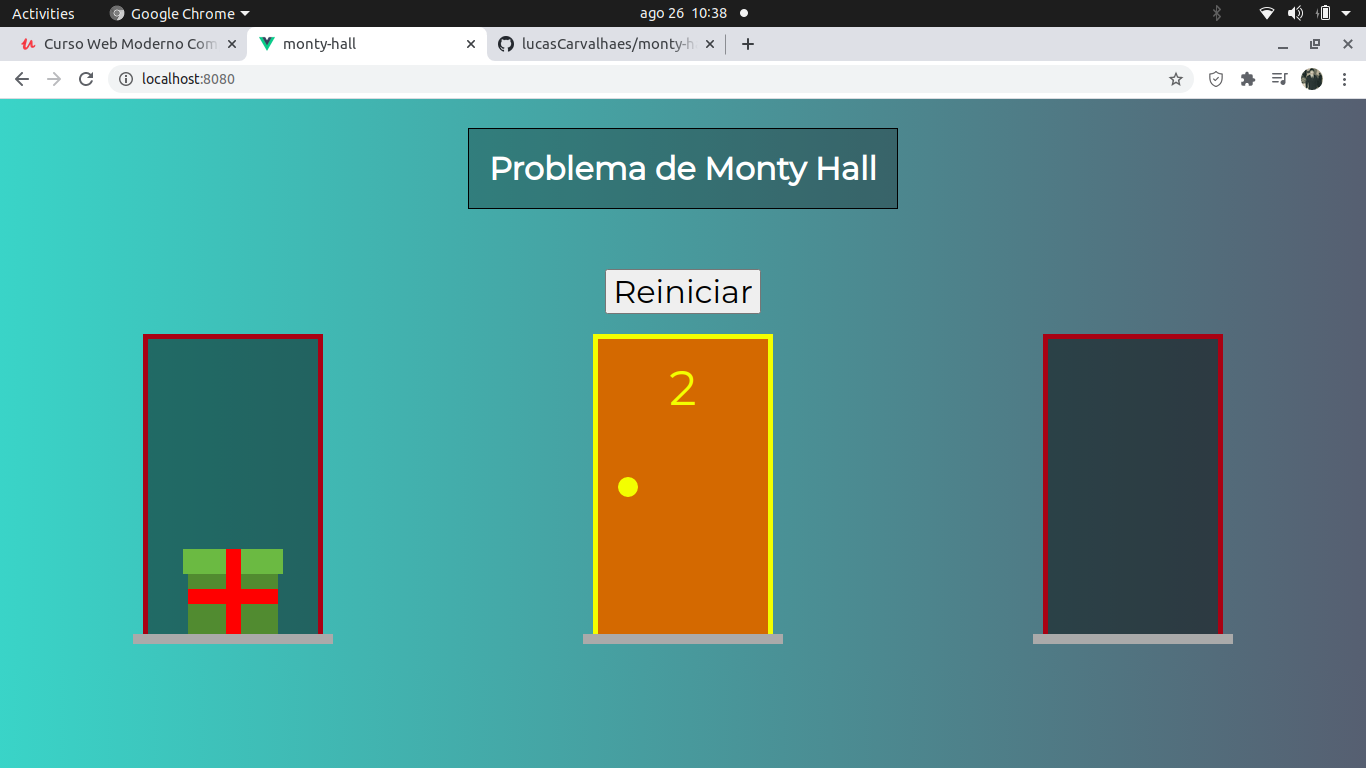 Activities
Google Chrome
ago 26 10:38
Curso Web Moderno Com
monty-hall
lucasCarvalhaes/monty-h
localhost:8080
Problema de Monty Hall
Reiniciar
2